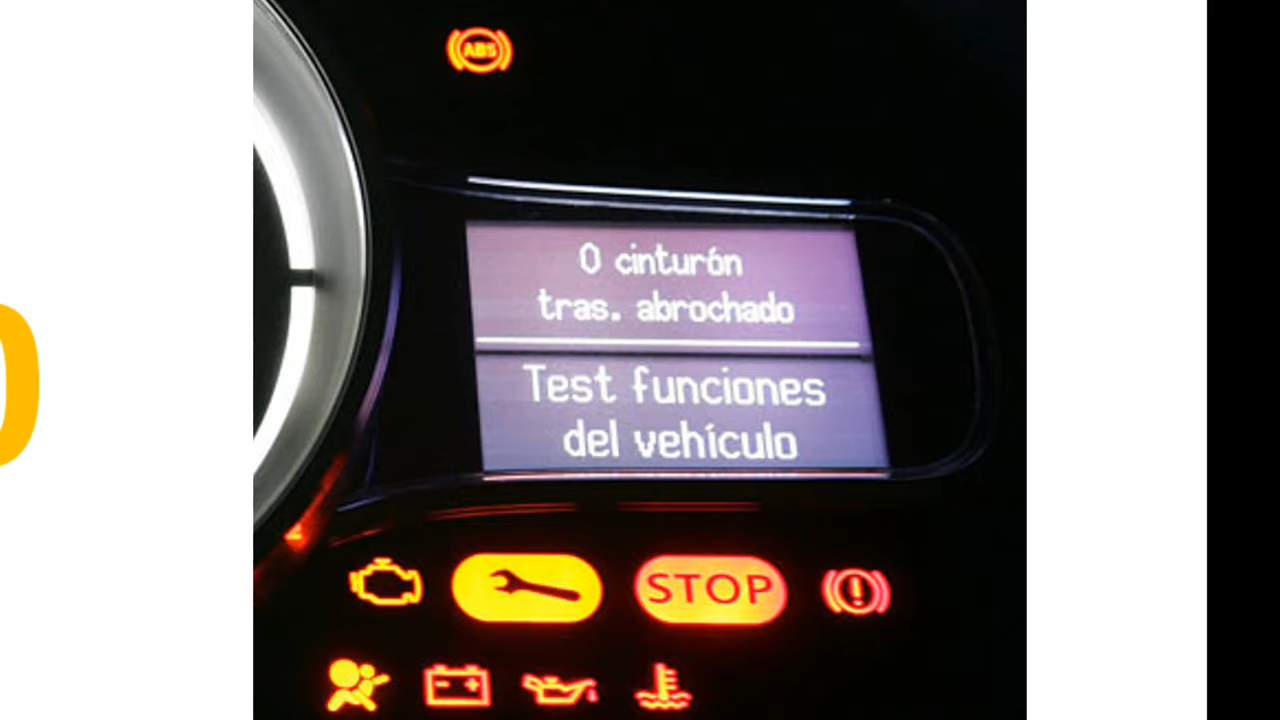 ABS
0 cinturón
tras. abrochado
Test funciones
del vehículo
STOP